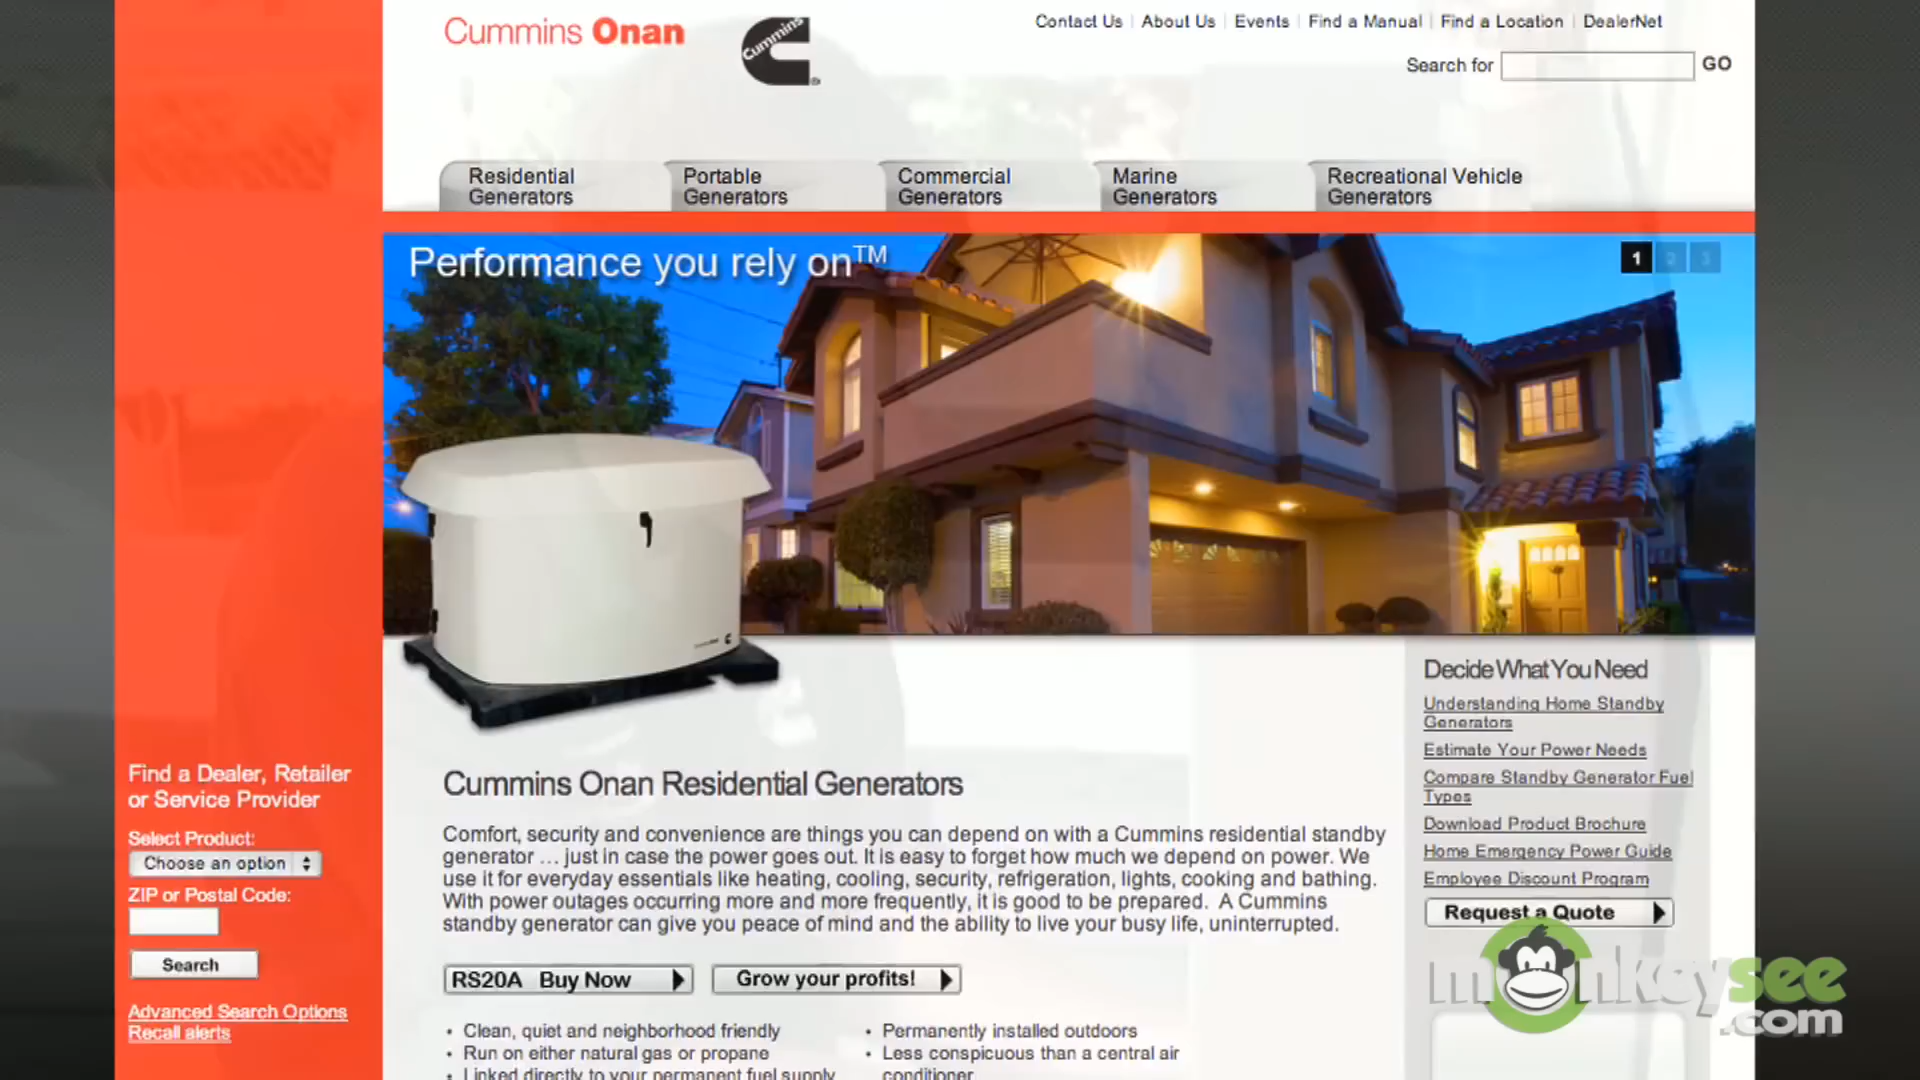 Cummins Onan
Cummins
Contact Us About Us Events Find a Manual Find a Location DealerNet
Search for GO
Residential
Generators
Portable
Generators
Commercial
Generators
Marine
Generators
Recreational Vehicle
Generators
Performance you rely on™
1 2 3
Find a Dealer, Retailer
or Service Provider
Select Product:
Choose an option
ZIP or Postal Code:
Search
Advanced Search Options
Recall alerts
Cummins Onan Residential Generators
Comfort, security and convenience are things you can depend on with a Cummins residential standby
generator ... just in case the power goes out. It is easy to forget how much we depend on power. We
use it for everyday essentials like heating, cooling, security, refrigeration, lights, cooking and bathing.
With power outages occurring more and more frequently, it is good to be prepared. A Cummins
standby generator can give you peace of mind and the ability to live your busy life, uninterrupted.
RS20A Buy Now
Grow your profits!
• Clean, quiet and neighborhood friendly
• Run on either natural gas or propane
• Linked directly to your permanent fuel supply
• Permanently installed outdoors
• Less conspicuous than a central air
conditioner
Decide What You Need
Understanding Home Standby
Generators
Estimate Your Power Needs
Compare Standby Generator Fuel
Types
Download Product Brochure
Home Emergency Power Guide
Employee Discount Program
Request a Quote
monkeysee
.com